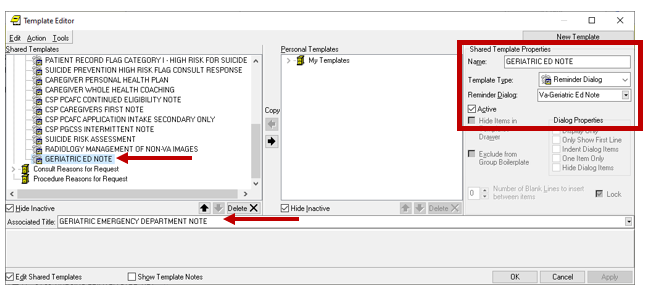 Template Editor
Edit Action Tools
New Template
Shared Templates
PATIENT RECORD FLAG CATEGORY I - HIGH RISK FOR SUICIDE
SUICIDE PREVENTION HIGH RISK FLAG CONSULT RESPONSE
CAREGIVER PERSONAL HEALTH PLAN
CAREGIVER WHOLE HEALTH COACHING
CSP PCAFC CONTINUED ELIGIBILITY NOTE
CSP CAREGIVERS FIRST NOTE
CSP PCAFC APPLICATION INTAKE SECONDARY ONLY
CSP PGCSS INTERMITTENT NOTE
SUICIDE RISK ASSESSMENT
RADIOLOGY MANAGEMENT OF NON-VA IMAGES
GERIATRIC ED NOTE
Consult Reasons for Request
Procedure Reasons for Request
Hide Inactive
Delete
Copy
Personal Templates
My Templates
Hide Inactive
Delete
Shared Template Properties
Name: GERIATRIC ED NOTE
Template Type: Reminder Dialog
Reminder Dialog: Va-Geriatric Ed Note
Active
Hide Items in
Drawer
Exclude from
Group Boilerplate
Dialog Properties
Display Only
Only Show First Line
Indent Dialog Items
One Item Only
Hide Dialog Items
0 Number of Blank Lines to insert
between items
Lock
Associated Title: GERIATRIC EMERGENCY DEPARTMENT NOTE
Edit Shared Templates
Show Template Notes
OK
Cancel
Apply